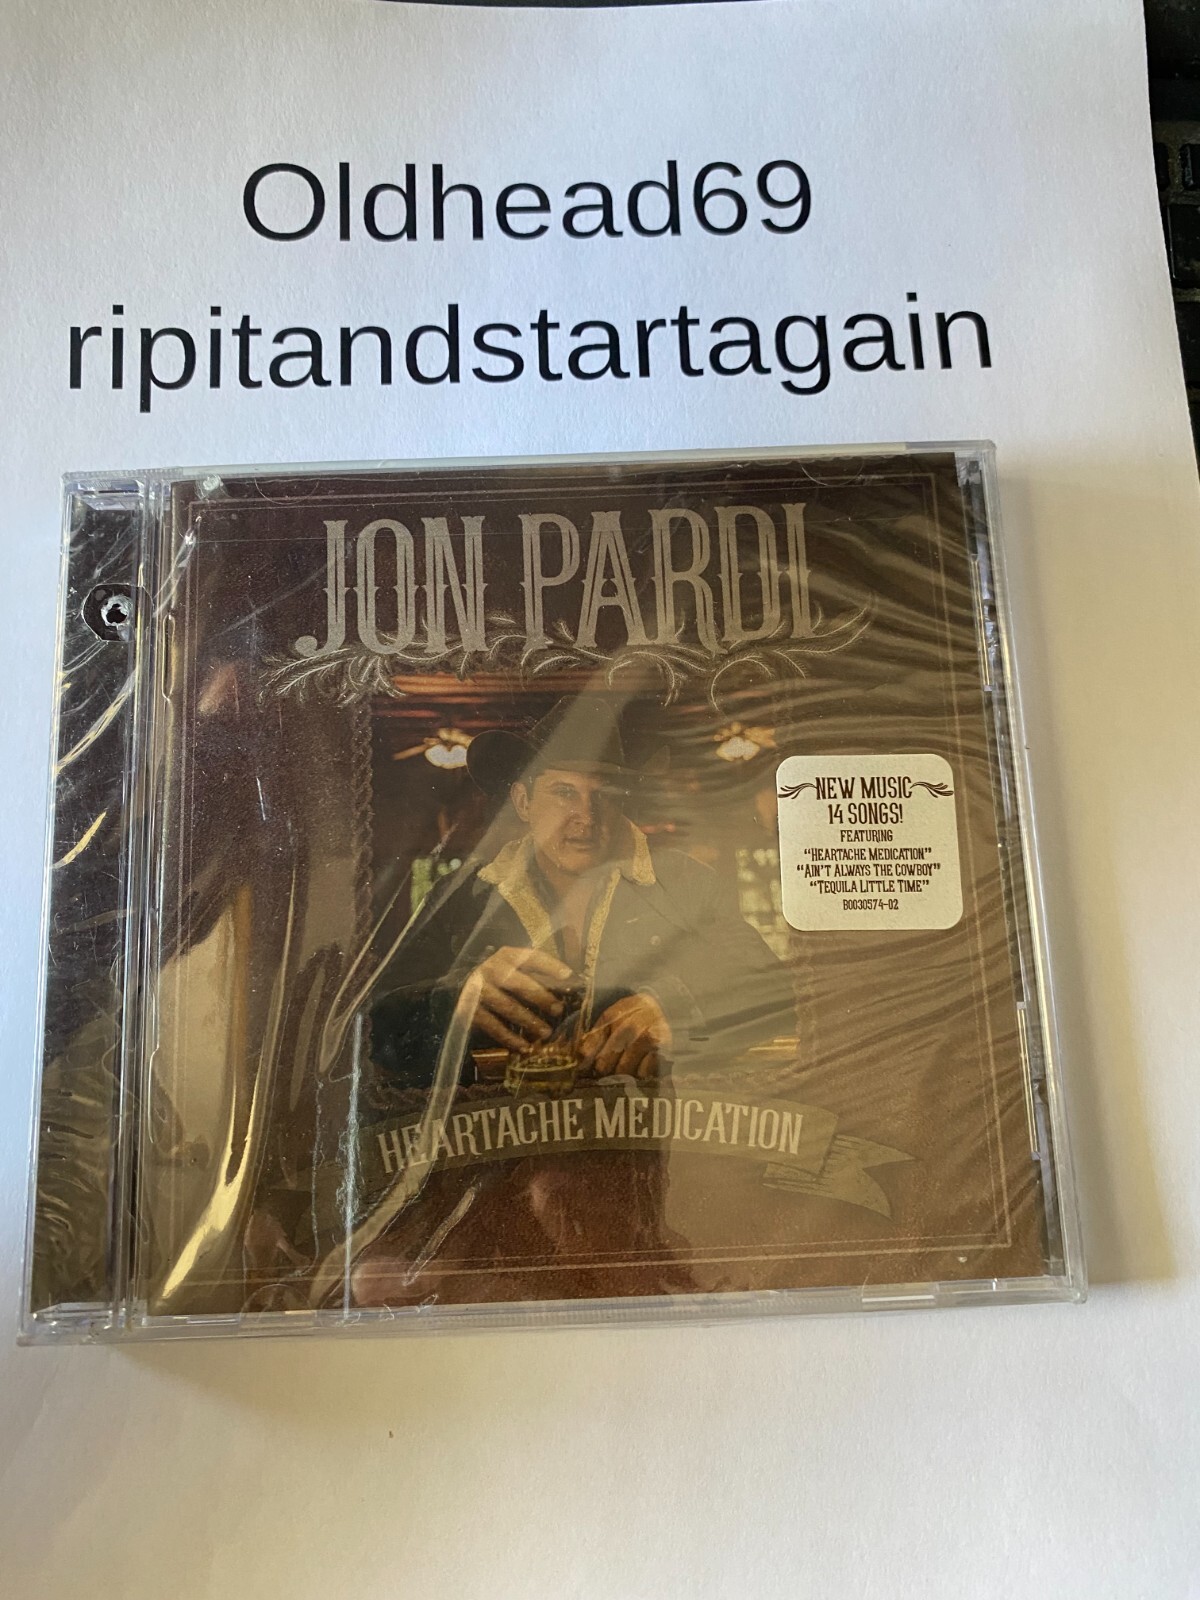 Oldhead69
ripitandstartagain
JON PARDI
NEW MUSIC
14 SONGS!
FEATURING
"HEARTACHE MEDICATION"
"AIN'T ALWAYS THE COWBOY"
"TEQUILA LITTLE TIME"
B0030574-02
HEARTACHE MEDICATION